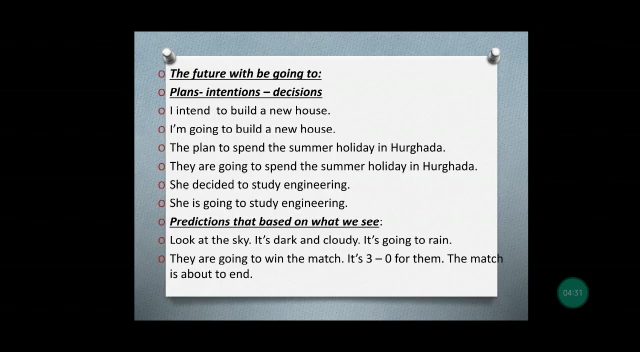 The future with be going to:
Plans- intentions – decisions
I intend  to build a new house.
I'm going to build a new house.
The plan to spend the summer holiday in Hurghada.
They are going to spend the summer holiday in Hurghada.
She decided to study engineering.
She is going to study engineering.
Predictions that based on what we see:
Look at the sky. It's dark and cloudy. It's going to rain.
They are going to win the match. It's 3 – 0 for them. The match
is about to end.
04:31